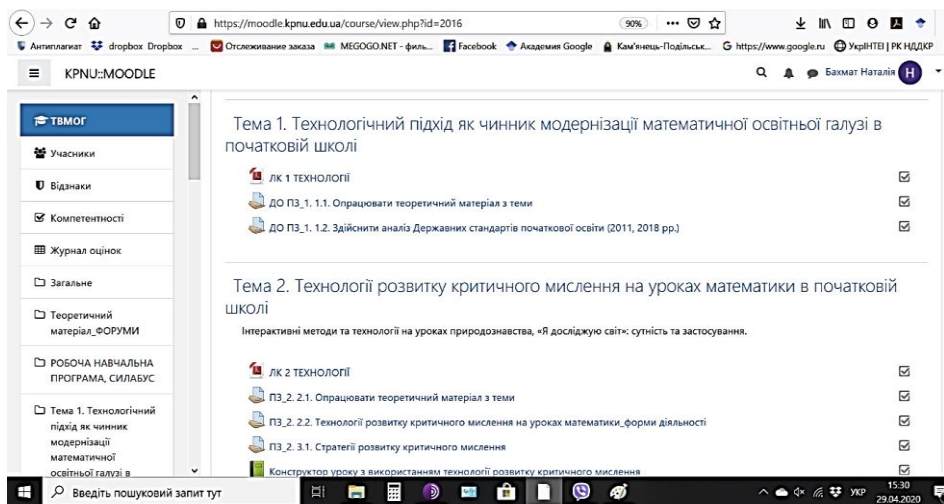 https://moodle.kpnu.edu.ua/course/view.php?id=2016
90%
Антиплагиат
dropbox Dropbox ...
Отслеживание заказа
MEGOGO.NET - филь...
Facebook
Академия Google
Кам'янець-Подільськ...
https://www.google.ru
УкрІНТЕІ | РК НДДКР
KPNU::MOODLE
Бахмат Наталія
Н
ТВМОГ
Учасники
Відзнаки
Компетентності
Журнал оцінок
Загальне
Теоретичний
матеріал_ФОРУМИ
РОБОЧА НАВЧАЛЬНА
ПРОГРАМА, СИЛАБУС
Тема 1. Технологічний
підхід як чинник
модернізації
математичної
освітньої галузі в
Тема 1. Технологічний підхід як чинник модернізації математичної освітньої галузі в
початковій школі
ЛК 1 ТЕХНОЛОГІЇ
ДО ПЗ_1. 1.1. Опрацювати теоретичний матеріал з теми
ДО ПЗ_1. 1.2. Здійснити аналіз Державних стандартів початкової освіти (2011, 2018 рр.)
Тема 2. Технології розвитку критичного мислення на уроках математики в початковій
школі
Інтерактивні методи та технології на уроках природознавства, «Я досліджую світ»: сутність та застосування.
ЛК 2 ТЕХНОЛОГІЇ
ПЗ_2. 2.1. Опрацювати теоретичний матеріал з теми
ПЗ_2. 2.2. Технології розвитку критичного мислення на уроках математики_форми діяльності
ПЗ_2. 3.1. Стратегії розвитку критичного мислення
Конструктор уроку з використанням технології розвитку критичного мислення
Введіть пошуковий запит тут
УКР
15:30
29.04.2020